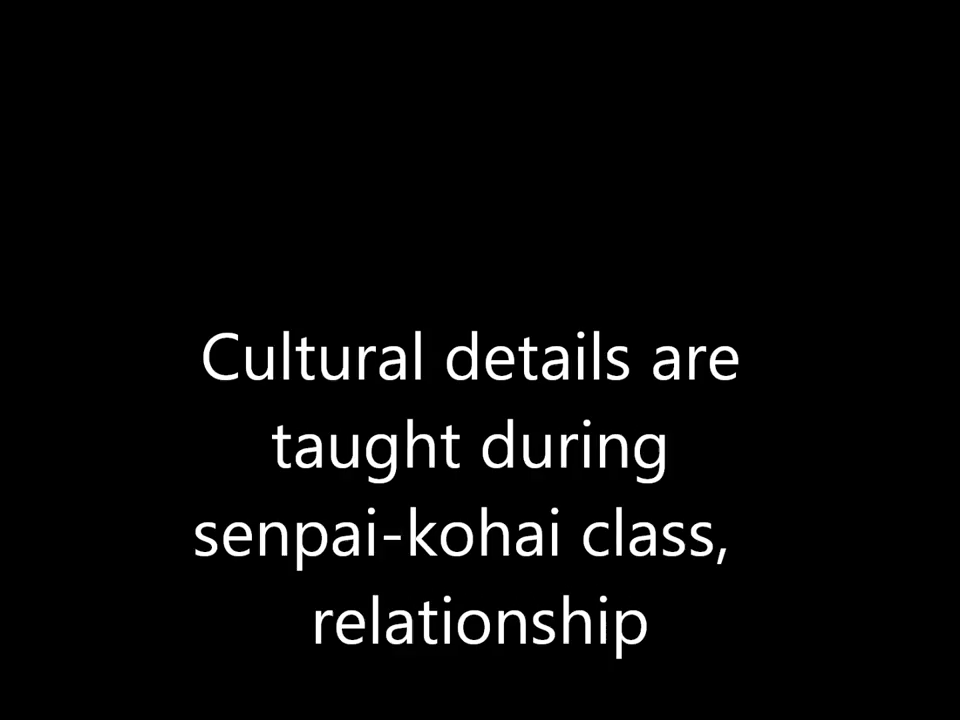 Cultural details are
taught during
senpai-kohai class,
relationship